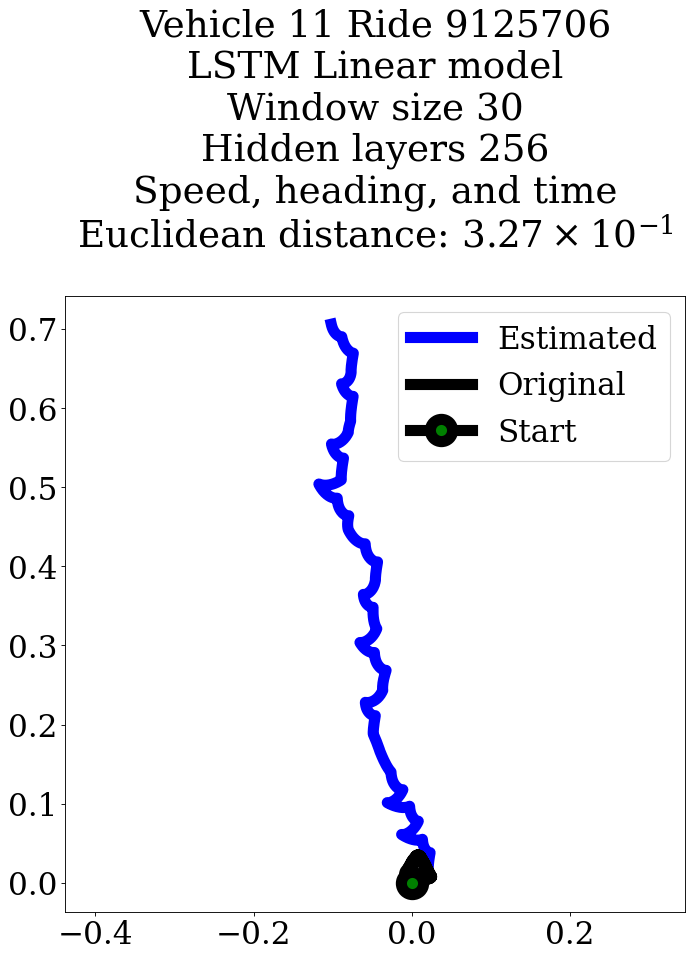 Vehicle 11 Ride 9125706
LSTM Linear model
Window size 30
Hidden layers 256
Speed, heading, and time
Euclidean distance: 3.27 × 10⁻¹
Estimated
Original
Start
0.7
0.6
0.5
0.4
0.3
0.2
0.1
0.0
−0.4 −0.2 0.0 0.2